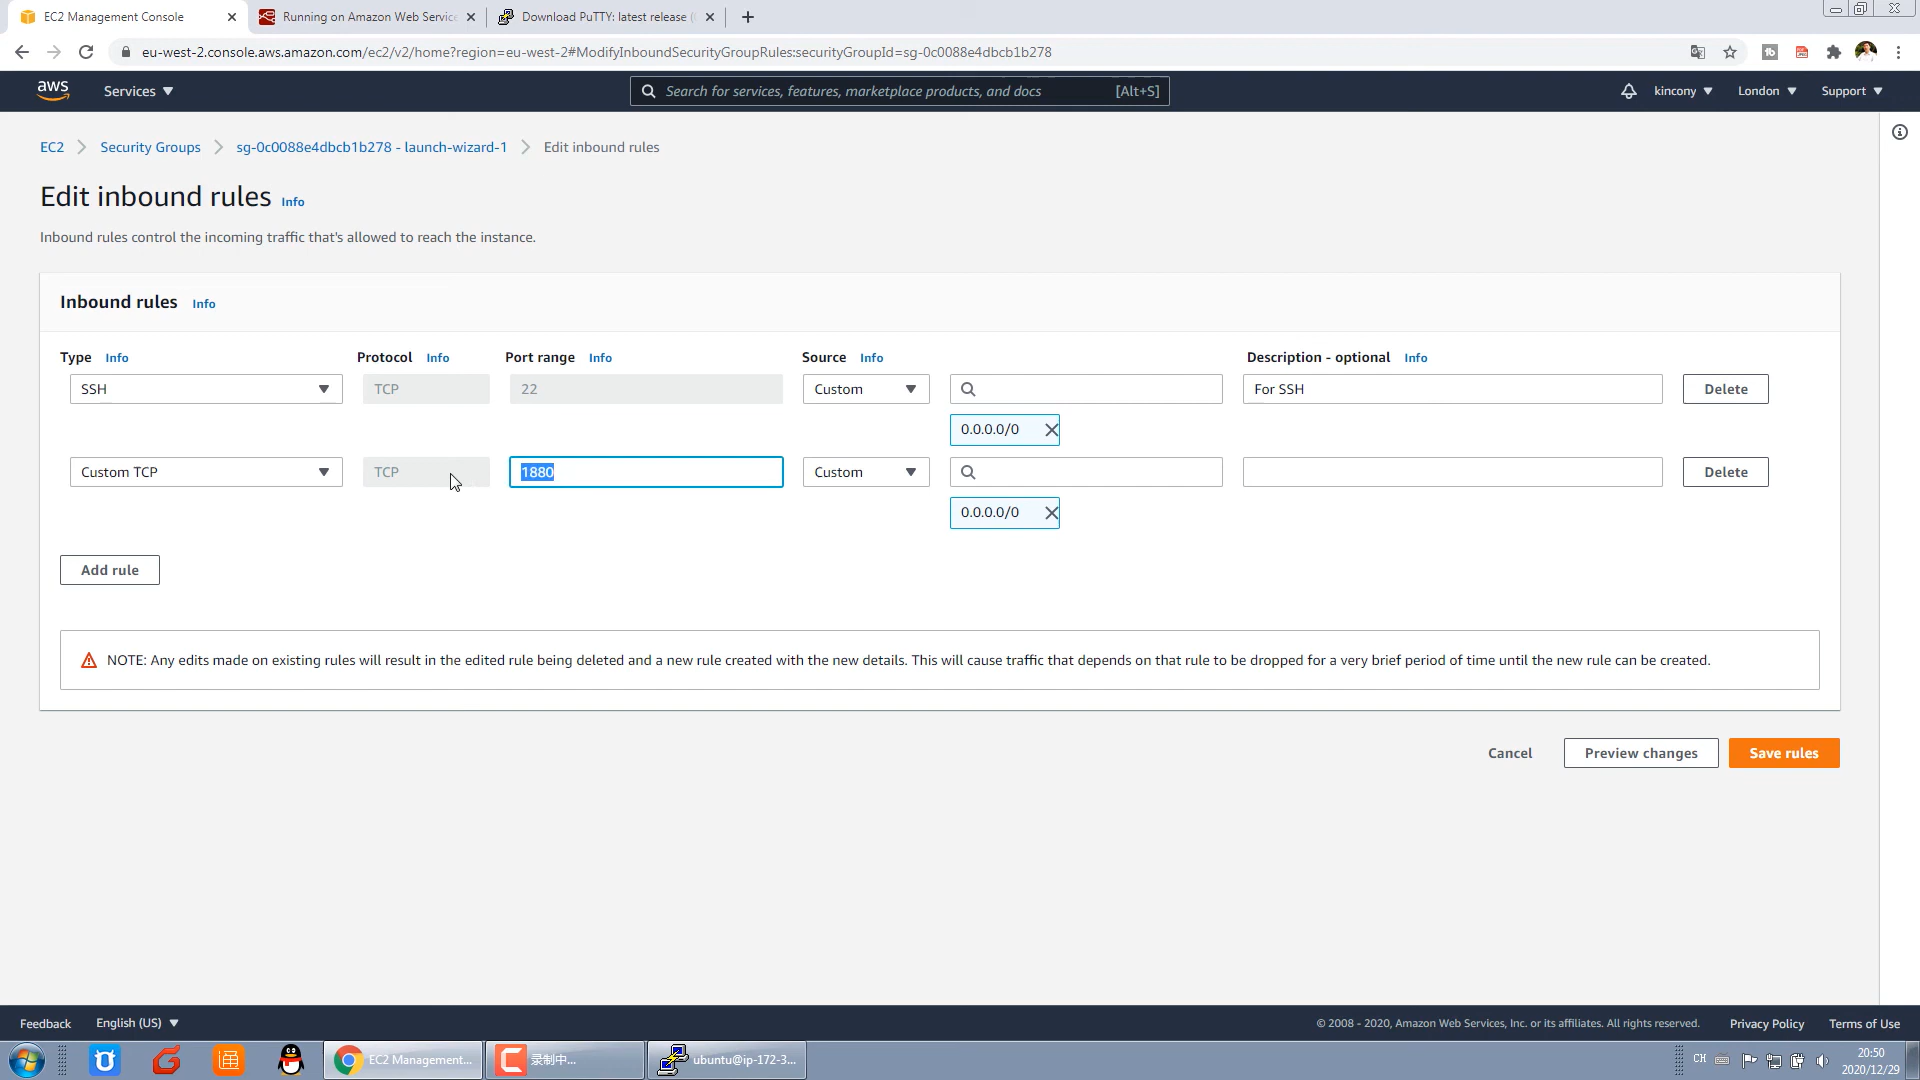 EC2 Management Console
Running on Amazon Web Service
Download PuTTY: latest release (
eu-west-2.console.aws.amazon.com/ec2/v2/home?region=eu-west-2#ModifyInboundSecurityGroupRules:securityGroupId=sg-0c0088e4dbcb1b278
aws
Services
Search for services, features, marketplace products, and docs
[Alt+S]
kincony
London
Support
EC2
Security Groups
sg-0c0088e4dbcb1b278 - launch-wizard-1
Edit inbound rules
Edit inbound rules Info
Inbound rules control the incoming traffic that's allowed to reach the instance.
Inbound rules Info
Type Info Protocol Info Port range Info Source Info Description - optional Info
SSH TCP 22 Custom For SSH Delete
0.0.0.0/0
Custom TCP TCP 1880 Custom Delete
0.0.0.0/0
Add rule
NOTE: Any edits made on existing rules will result in the edited rule being deleted and a new rule created with the new details. This will cause traffic that depends on that rule to be dropped for a very brief period of time until the new rule can be created.
Cancel Preview changes Save rules
Feedback English (US) © 2008 - 2020, Amazon Web Services, Inc. or its affiliates. All rights reserved. Privacy Policy Terms of Use
EC2 Management...
录制中...
ubuntu@ip-172-3...
CH
20:50
2020/12/29